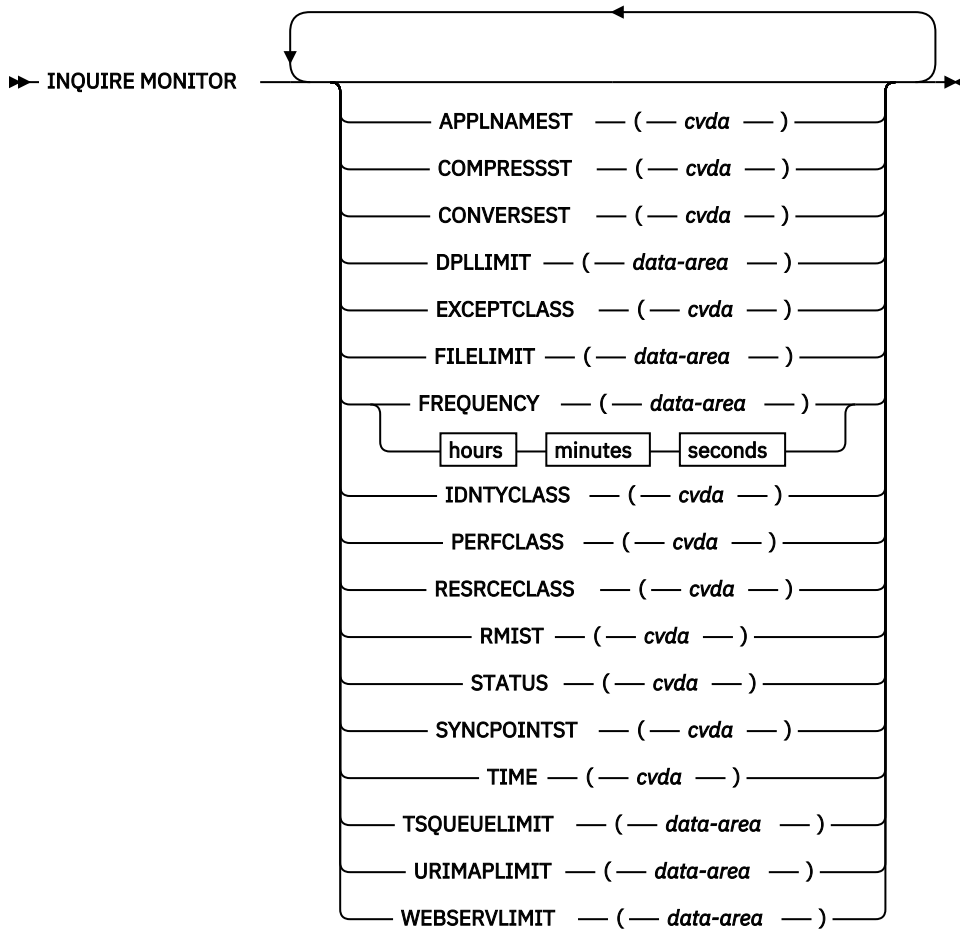 INQUIRE MONITOR
APPLNAMEST ( cvda )
COMPRESSST ( cvda )
CONVERSEST ( cvda )
DPLLIMIT ( data-area )
EXCEPTCLASS ( cvda )
FILELIMIT ( data-area )
FREQUENCY ( data-area )
hours minutes seconds
IDNTYCLASS ( cvda )
PERFCLASS ( cvda )
RESRCECLASS ( cvda )
RMIST ( cvda )
STATUS ( cvda )
SYNCPOINTST ( cvda )
TIME ( cvda )
TSQUEUELIMIT ( data-area )
URIMAPLIMIT ( data-area )
WEBSERVLIMIT ( data-area )